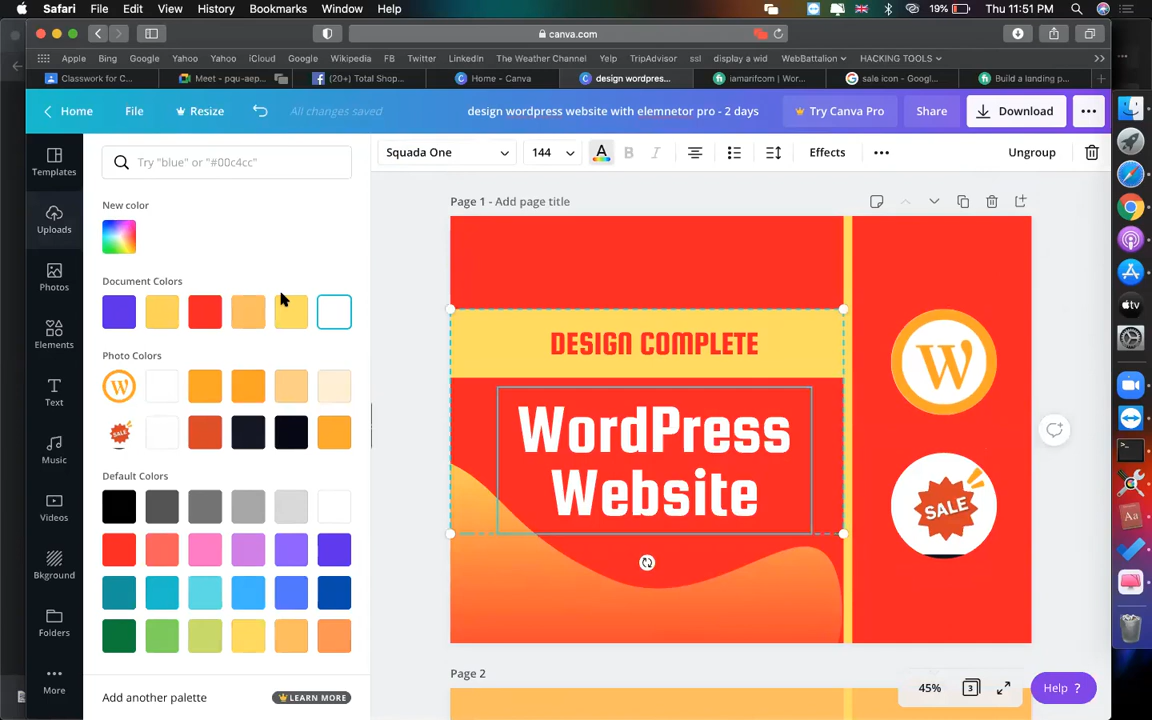 Safari File Edit View History Bookmarks Window Help 19% Thu 11:51 PM
canva.com
Apple Bing Google Yahoo Yahoo iCloud Google Wikipedia FB Twitter LinkedIn The Weather Channel Yelp TripAdvisor ssl display a wld WebBattalion HACKING TOOLS >>
Classwork for C... Meet - pqu-aep... (20+) Total Shop... Home - Canva design wordpres... iamarifcom | Wor... sale icon - Googl... Build a landing p...
Home File Resize All changes saved design wordpress website with elemnetor pro - 2 days Try Canva Pro Share Download
Try "blue" or "#00c4cc" Squada One 144 A B I Effects Ungroup
Templates
Uploads
Photos
Elements
Text
Music
Videos
Bkground
Folders
More
New color
Document Colors
Photo Colors
Default Colors
Add another palette LEARN MORE
Page 1 - Add page title
DESIGN COMPLETE
WordPress
Website
W
SALE
Page 2
45% 3 Help ?
tv